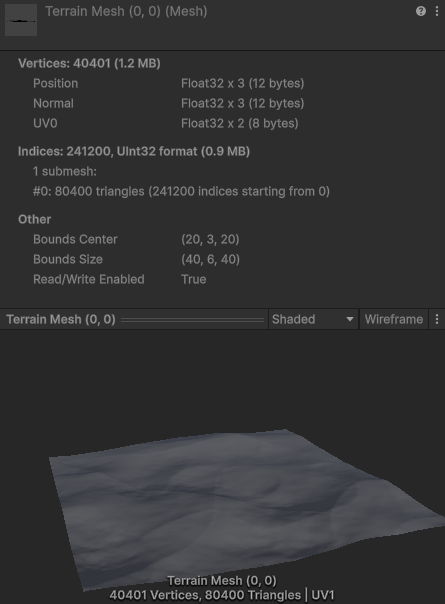 Terrain Mesh (0, 0) (Mesh)
Vertices: 40401 (1.2 MB)
Position Float32 x 3 (12 bytes)
Normal Float32 x 3 (12 bytes)
UV0 Float32 x 2 (8 bytes)
Indices: 241200, UInt32 format (0.9 MB)
1 submesh:
#0: 80400 triangles (241200 indices starting from 0)
Other
Bounds Center (20, 3, 20)
Bounds Size (40, 6, 40)
Read/Write Enabled True
Terrain Mesh (0, 0) Shaded Wireframe
Terrain Mesh (0, 0)
40401 Vertices, 80400 Triangles | UV1